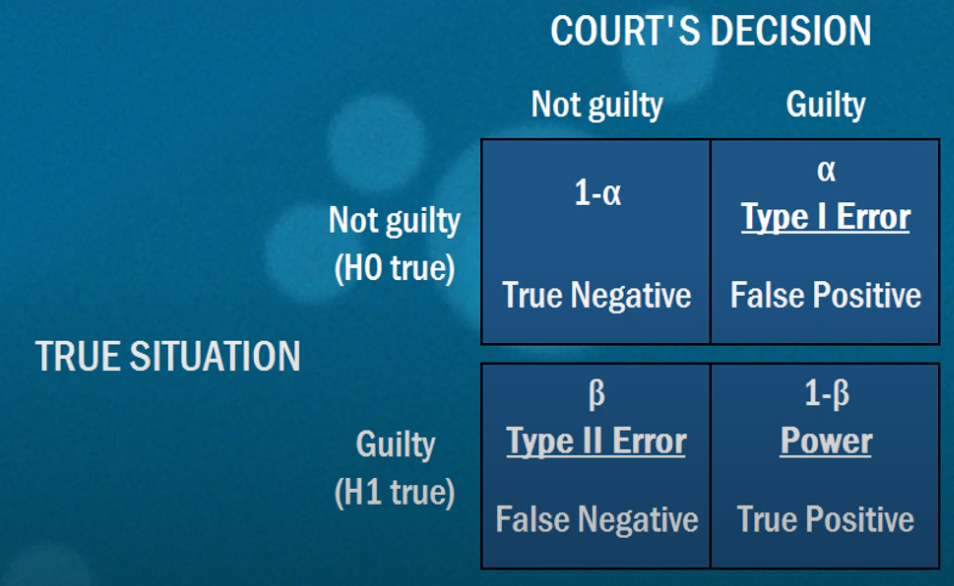 COURT'S DECISION
Not guilty Guilty
1-α α
Type I Error
Not guilty
(H0 true)
True Negative False Positive
TRUE SITUATION
β 1-β
Type II Error Power
Guilty
(H1 true)
False Negative True Positive